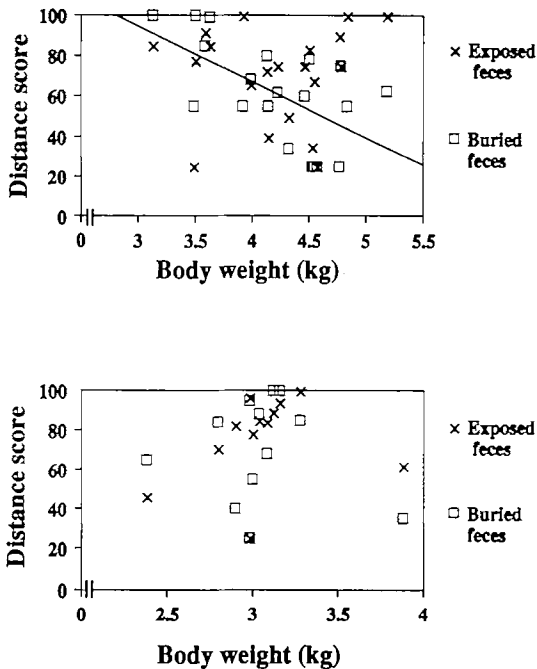 100
80
60
40
20
0
Distance score
0
3
3.5
4
4.5
5
5.5
Body weight (kg)
× Exposed
feces
□ Buried
feces
100
80
60
40
20
0
Distance score
0
2.5
3
3.5
4
Body weight (kg)
× Exposed
feces
□ Buried
feces